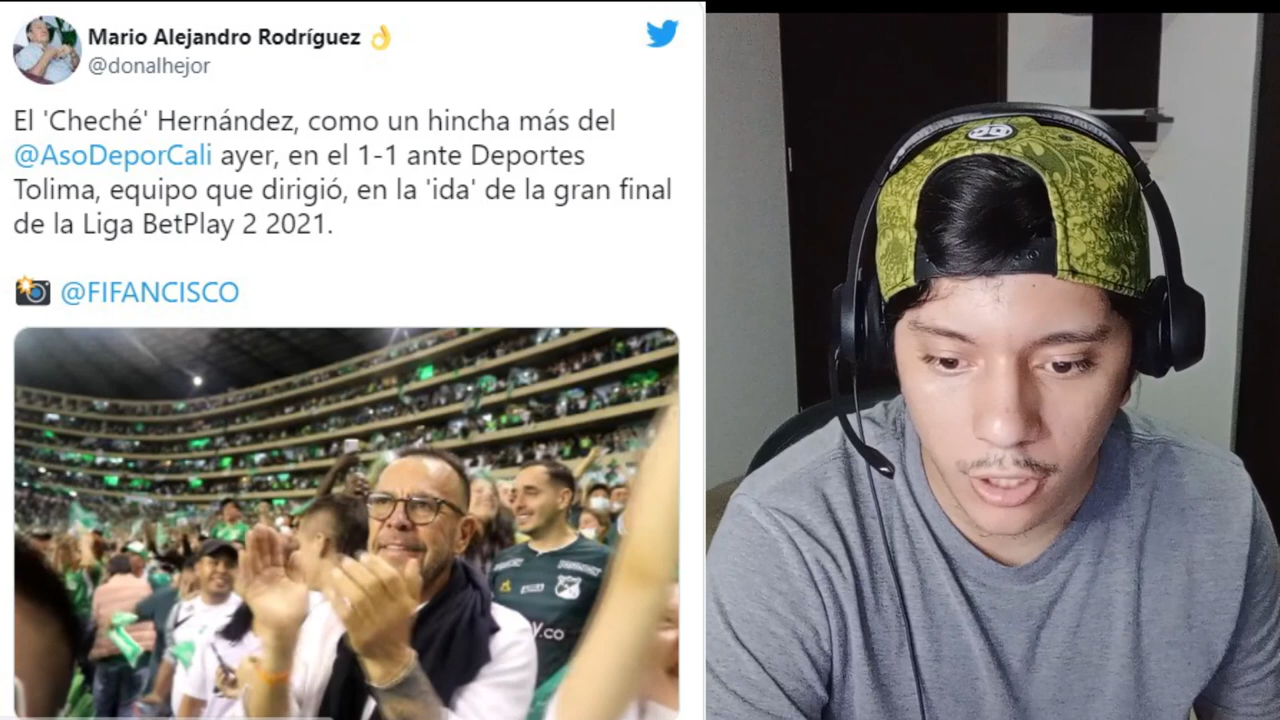 Mario Alejandro Rodríguez 👌
@donalhejor
El 'Cheché' Hernández, como un hincha más del
@AsoDeporCali ayer, en el 1-1 ante Deportes
Tolima, equipo que dirigió, en la 'ida' de la gran final
de la Liga BetPlay 2 2021.
📸 @FIFANCISCO